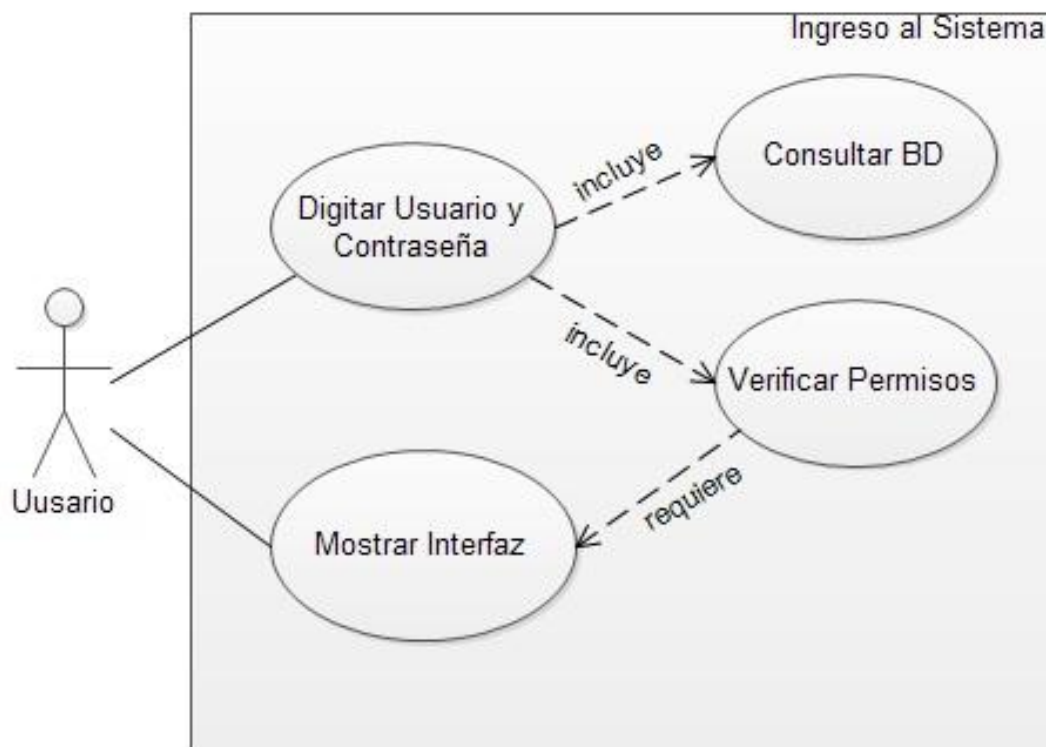 Ingreso al Sistema
Consultar BD
incluye
Digitar Usuario y
Contraseña
incluye
Verificar Permisos
requiere
Mostrar Interfaz
Uusario